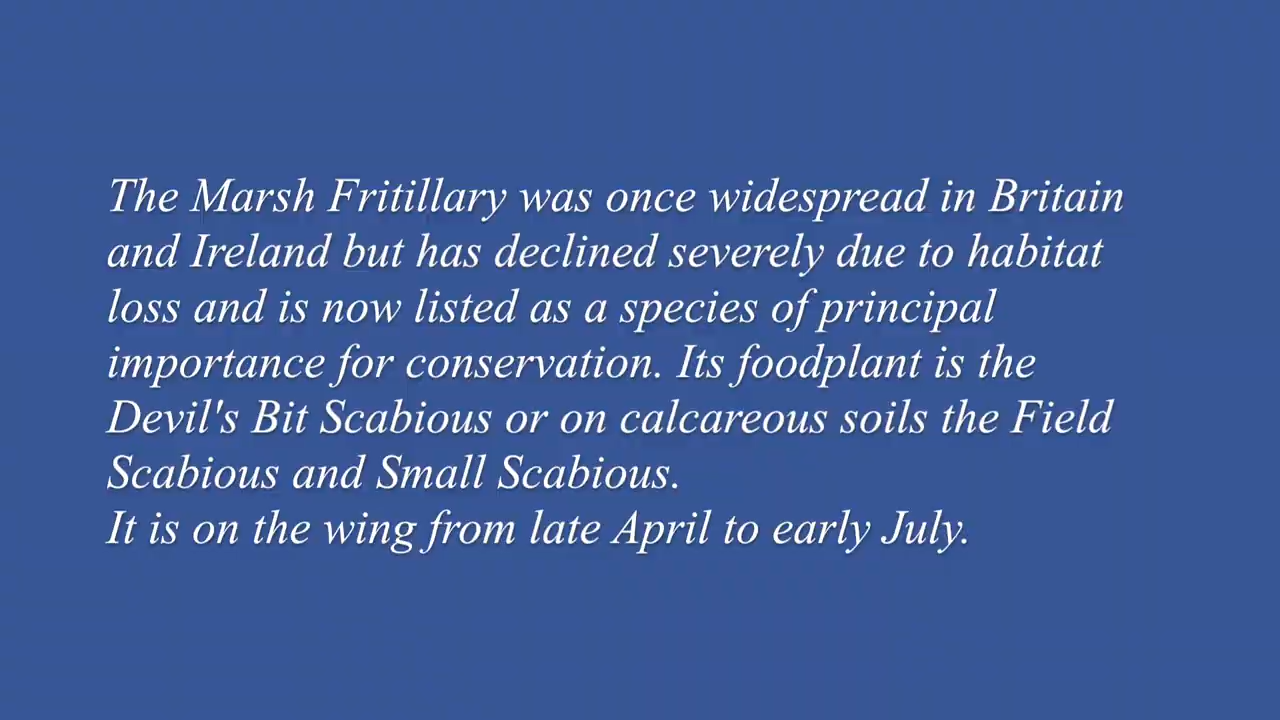 The Marsh Fritillary was once widespread in Britain
and Ireland but has declined severely due to habitat
loss and is now listed as a species of principal
importance for conservation. Its foodplant is the
Devil's Bit Scabious or on calcareous soils the Field
Scabious and Small Scabious.
It is on the wing from late April to early July.